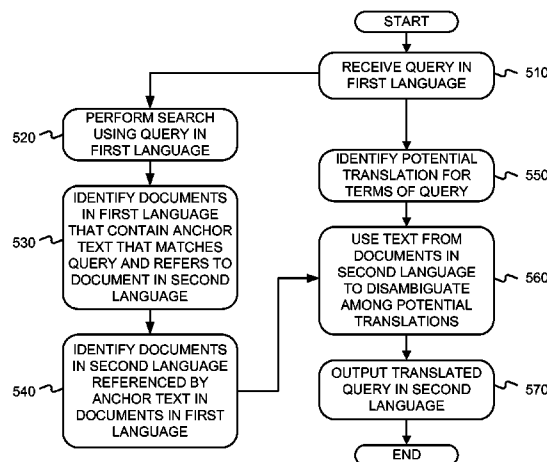 START
RECEIVE QUERY IN
FIRST LANGUAGE
510
PERFORM SEARCH
USING QUERY IN
FIRST LANGUAGE
520
IDENTIFY DOCUMENTS
IN FIRST LANGUAGE
THAT CONTAIN ANCHOR
TEXT THAT MATCHES
QUERY AND REFERS TO
DOCUMENT IN SECOND
LANGUAGE
530
IDENTIFY DOCUMENTS
IN SECOND LANGUAGE
REFERENCED BY
ANCHOR TEXT IN
DOCUMENTS IN FIRST
LANGUAGE
540
IDENTIFY POTENTIAL
TRANSLATION FOR
TERMS OF QUERY
550
USE TEXT FROM
DOCUMENTS IN
SECOND LANGUAGE
TO DISAMBIGUATE
AMONG POTENTIAL
TRANSLATIONS
560
OUTPUT TRANSLATED
QUERY IN SECOND
LANGUAGE
570
END